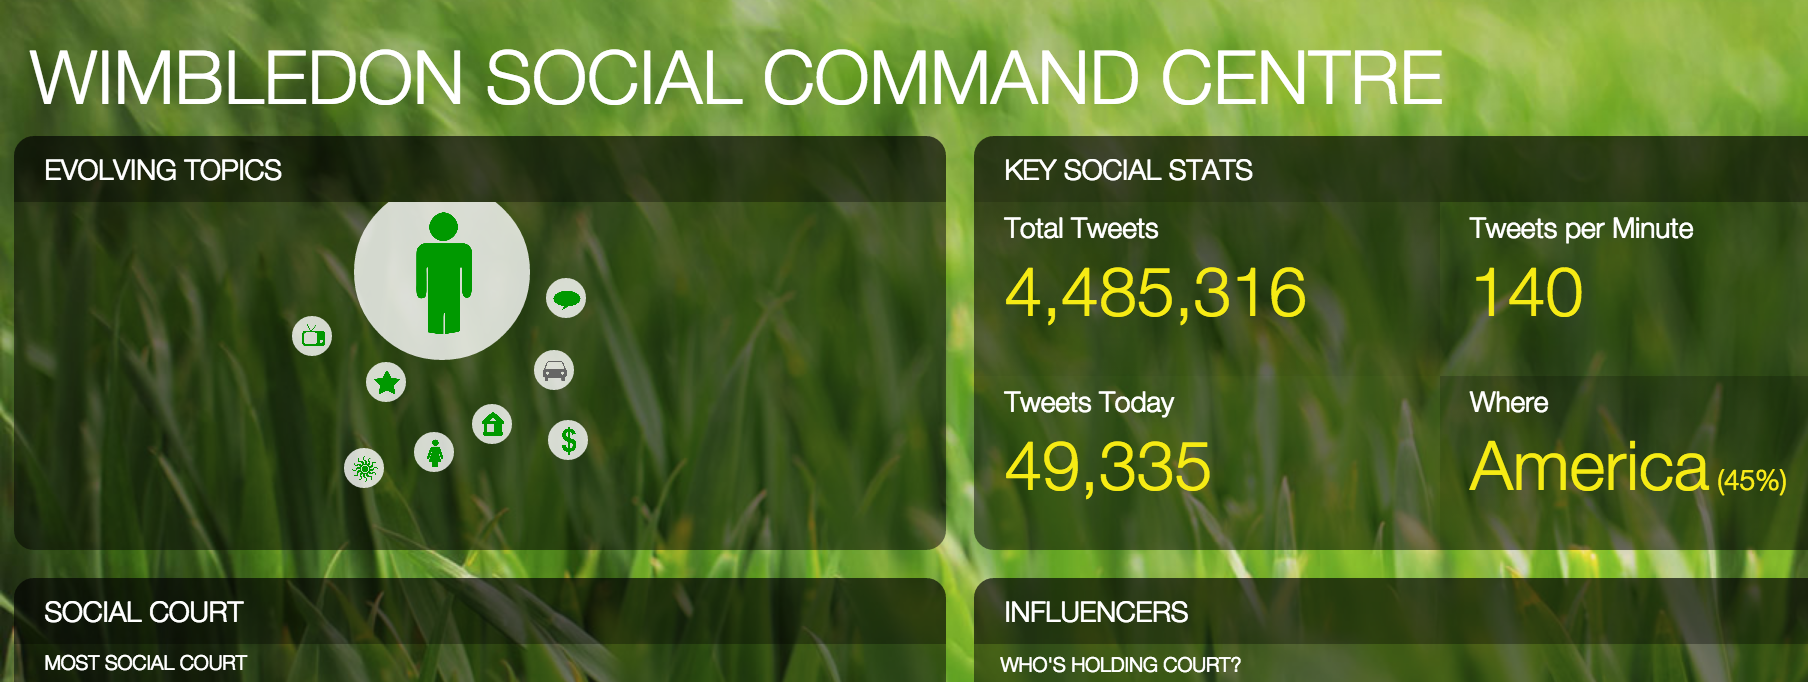 WIMBLEDON SOCIAL COMMAND CENTRE
EVOLVING TOPICS
$
KEY SOCIAL STATS
Total Tweets
4,485,316
Tweets per Minute
140
Tweets Today
49,335
Where
America (45%)
SOCIAL COURT
MOST SOCIAL COURT
INFLUENCERS
WHO'S HOLDING COURT?